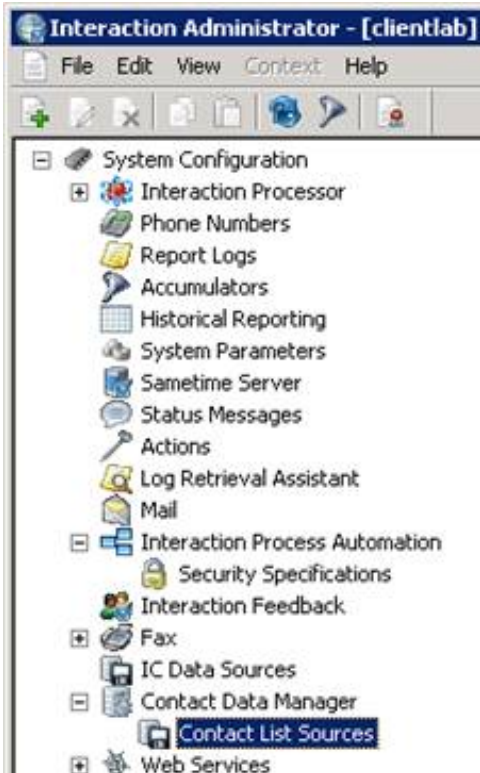 Interaction Administrator - [clientlab]
File Edit View Context Help
System Configuration
Interaction Processor
Phone Numbers
Report Logs
Accumulators
Historical Reporting
System Parameters
Sametime Server
Status Messages
Actions
Log Retrieval Assistant
Mail
Interaction Process Automation
Security Specifications
Interaction Feedback
Fax
IC Data Sources
Contact Data Manager
Contact List Sources
Web Services